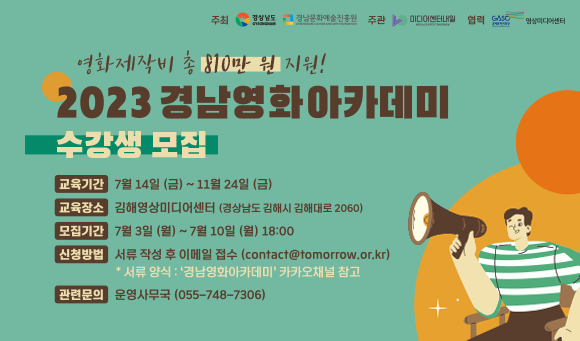 주최 경상남도 GYEONGNAM 경남문화예술진흥원 주관 미디어센터내일 협력 GASC 영상미디어센터
영화제작비 총 810만 원 지원!
2023 경남영화아카데미
수강생 모집
교육기간 7월 14일 (금) ~ 11월 24일 (금)
교육장소 김해영상미디어센터 (경상남도 김해시 김해대로 2060)
모집기간 7월 3일 (월) ~ 7월 10일 (월) 18:00
신청방법 서류 작성 후 이메일 접수 (contact@tomorrow.or.kr)
* 서류 양식 : '경남영화아카데미' 카카오채널 참고
관련문의 운영사무국 (055-748-7306)